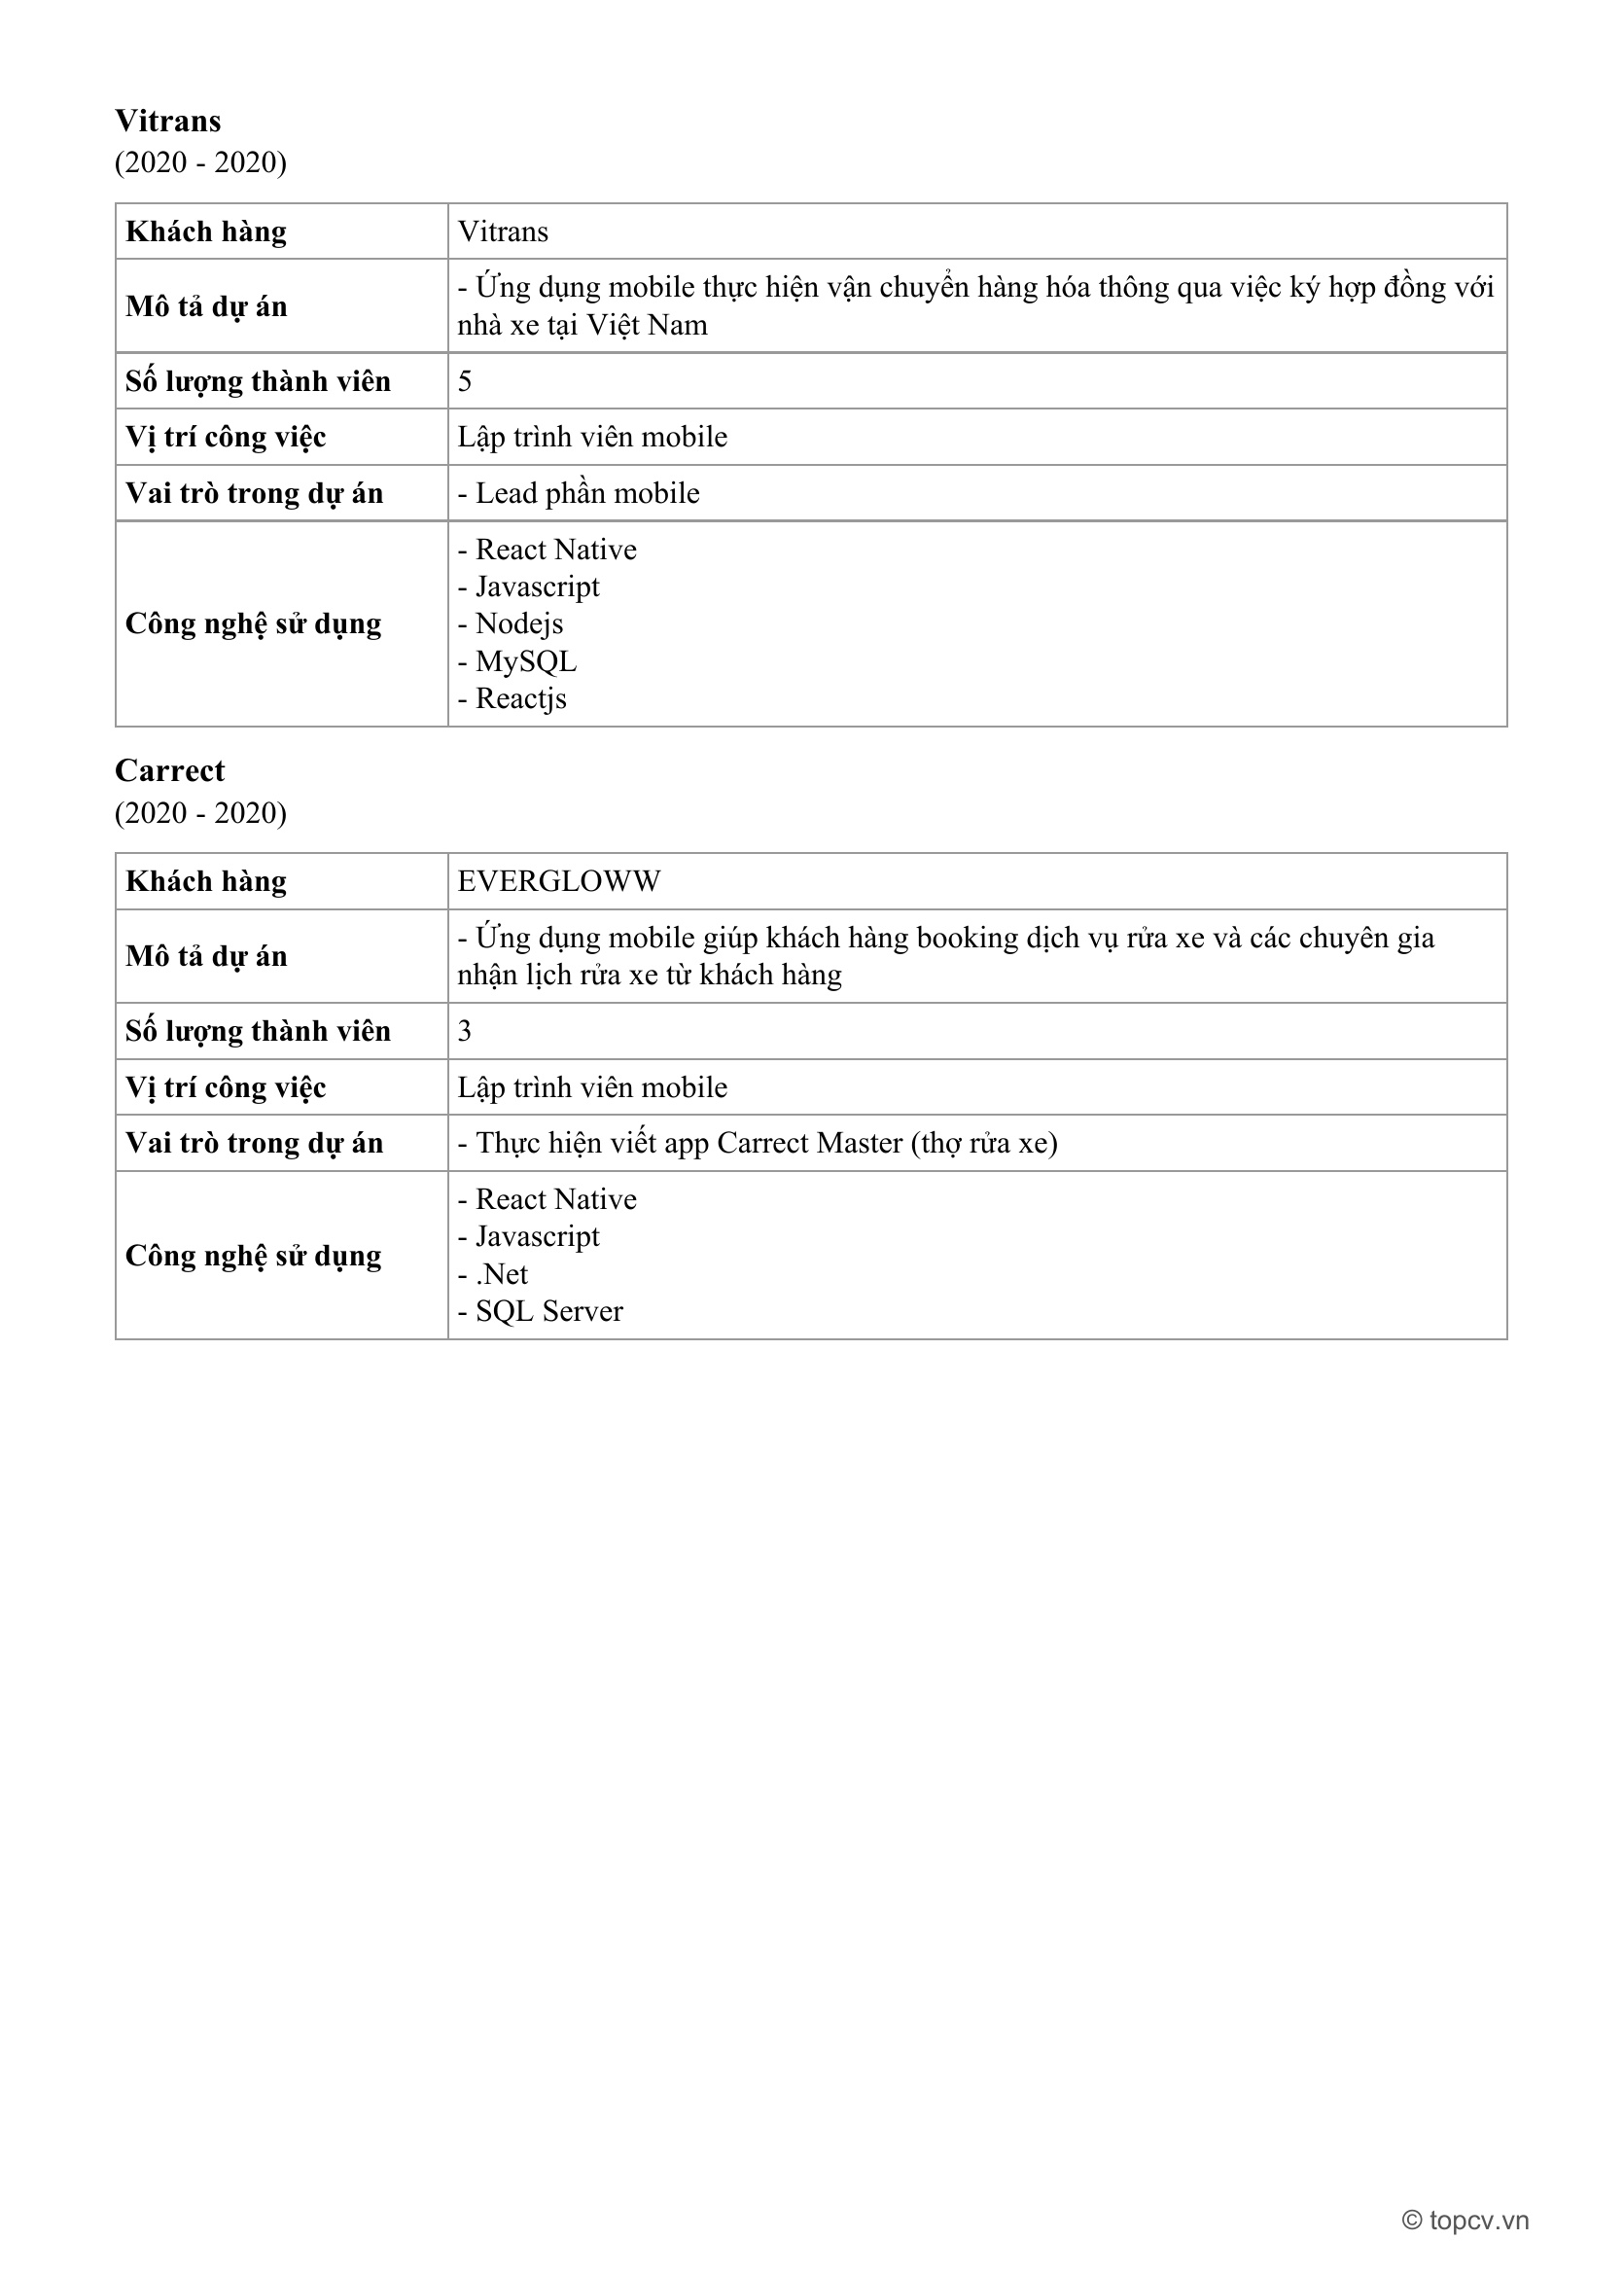 Vitrans
(2020 - 2020)
Khách hàng
Vitrans
Mô tả dự án
- Ứng dụng mobile thực hiện vận chuyển hàng hóa thông qua việc ký hợp đồng với
nhà xe tại Việt Nam
Số lượng thành viên
5
Vị trí công việc
Lập trình viên mobile
Vai trò trong dự án
- Lead phần mobile
Công nghệ sử dụng
- React Native
- Javascript
- Nodejs
- MySQL
- Reactjs
Carrect
(2020 - 2020)
Khách hàng
EVERGLOWW
Mô tả dự án
- Ứng dụng mobile giúp khách hàng booking dịch vụ rửa xe và các chuyên gia
nhận lịch rửa xe từ khách hàng
Số lượng thành viên
3
Vị trí công việc
Lập trình viên mobile
Vai trò trong dự án
- Thực hiện viết app Carrect Master (thợ rửa xe)
Công nghệ sử dụng
- React Native
- Javascript
- .Net
- SQL Server
© topcv.vn